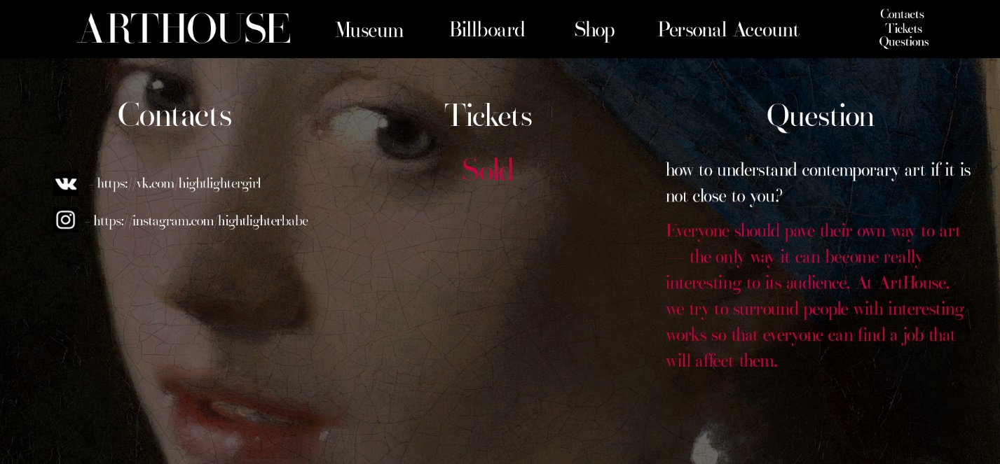 ARTHOUSE
Museum
Billboard
Shop
Personal Account
Contacts
Tickets
Questions
Contacts
- https://vk.com/hightlightergirl
- https://instagram.com/hightlighterbabe
Tickets
Sold
Question
how to understand contemporary art if it is
not close to you?
Everyone should pave their own way to art
— the only way it can become really
interesting to its audience. At ArtHouse,
we try to surround people with interesting
works so that everyone can find a job that
will affect them.